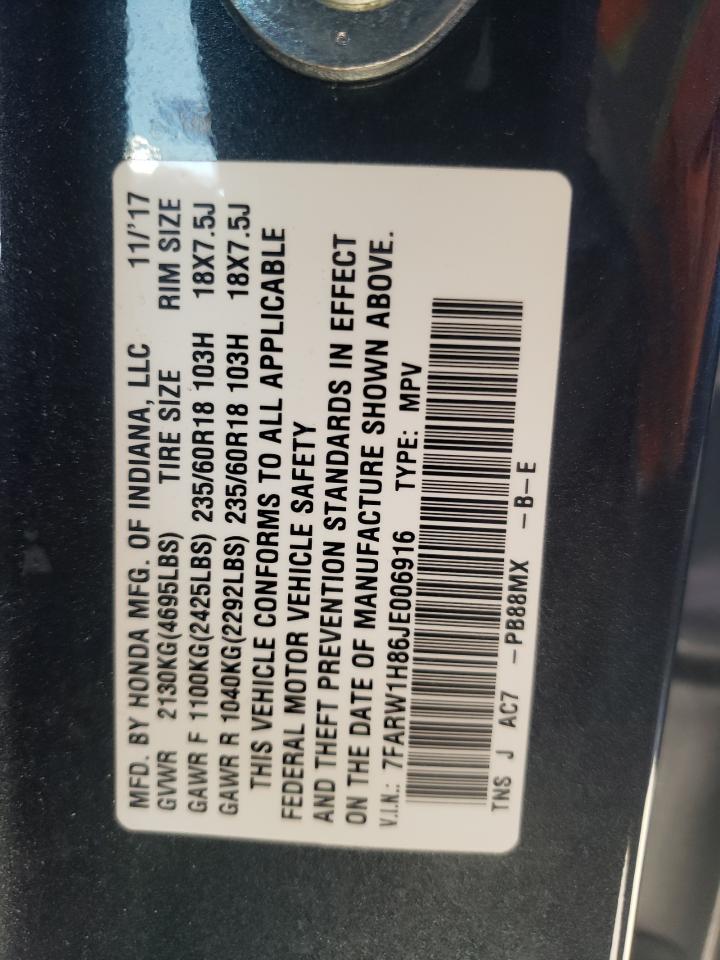 MFD. BY HONDA MFG. OF INDIANA, LLC 11/'17
GVWR 2130KG(4695LBS) TIRE SIZE RIM SIZE
GAWR F 1100KG(2425LBS) 235/60R18 103H 18X7.5J
GAWR R 1040KG(2292LBS) 235/60R18 103H 18X7.5J
THIS VEHICLE CONFORMS TO ALL APPLICABLE
FEDERAL MOTOR VEHICLE SAFETY
AND THEFT PREVENTION STANDARDS IN EFFECT
ON THE DATE OF MANUFACTURE SHOWN ABOVE.
V.I.N.: 7FARW1H86JE006916 TYPE: MPV
TNS J AC7 -PB88MX -B-E